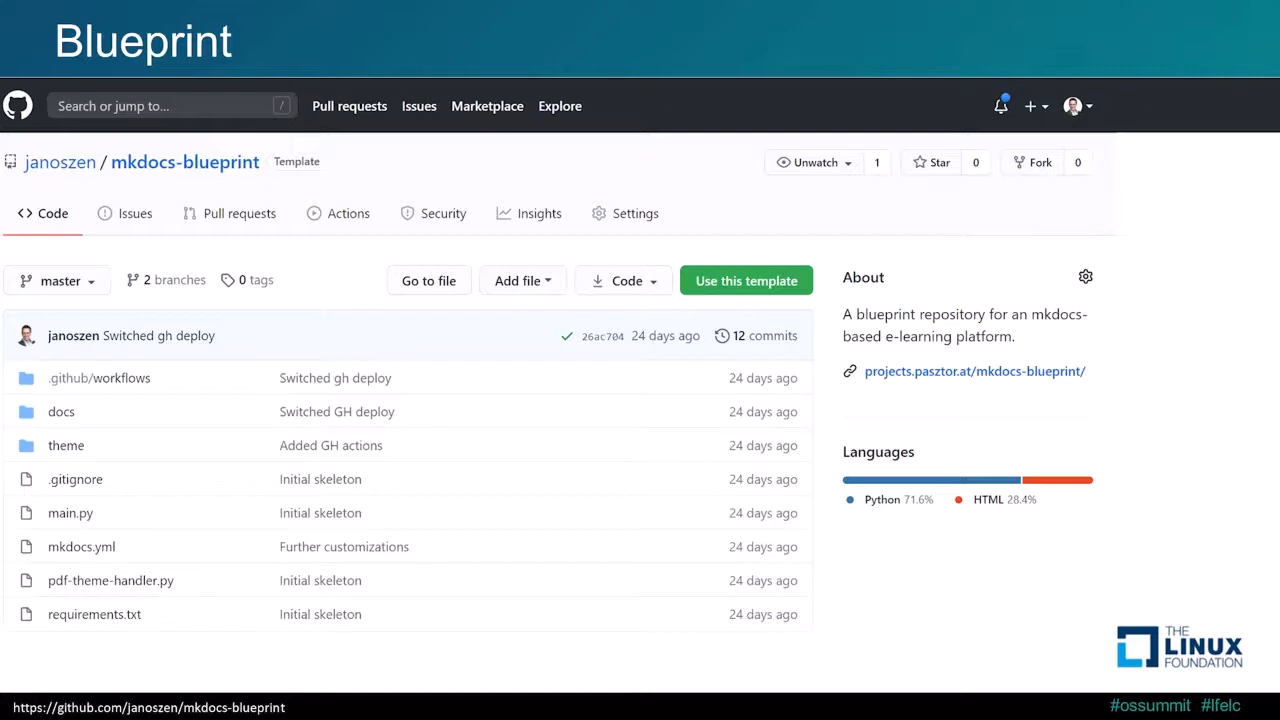 Blueprint
Search or jump to... / Pull requests Issues Marketplace Explore
janoszen / mkdocs-blueprint Template Unwatch 1 Star 0 Fork 0
Code Issues Pull requests Actions Security Insights Settings
master 2 branches 0 tags Go to file Add file Code Use this template
janoszen Switched gh deploy 26ac704 24 days ago 12 commits
.github/workflows Switched gh deploy 24 days ago
docs Switched GH deploy 24 days ago
theme Added GH actions 24 days ago
.gitignore Initial skeleton 24 days ago
main.py Initial skeleton 24 days ago
mkdocs.yml Further customizations 24 days ago
pdf-theme-handler.py Initial skeleton 24 days ago
requirements.txt Initial skeleton 24 days ago
About
A blueprint repository for an mkdocs-
based e-learning platform.
projects.pasztor.at/mkdocs-blueprint/
Languages
Python 71.6% HTML 28.4%
THE
LINUX
FOUNDATION
https://github.com/janoszen/mkdocs-blueprint
#ossummit #lfelc